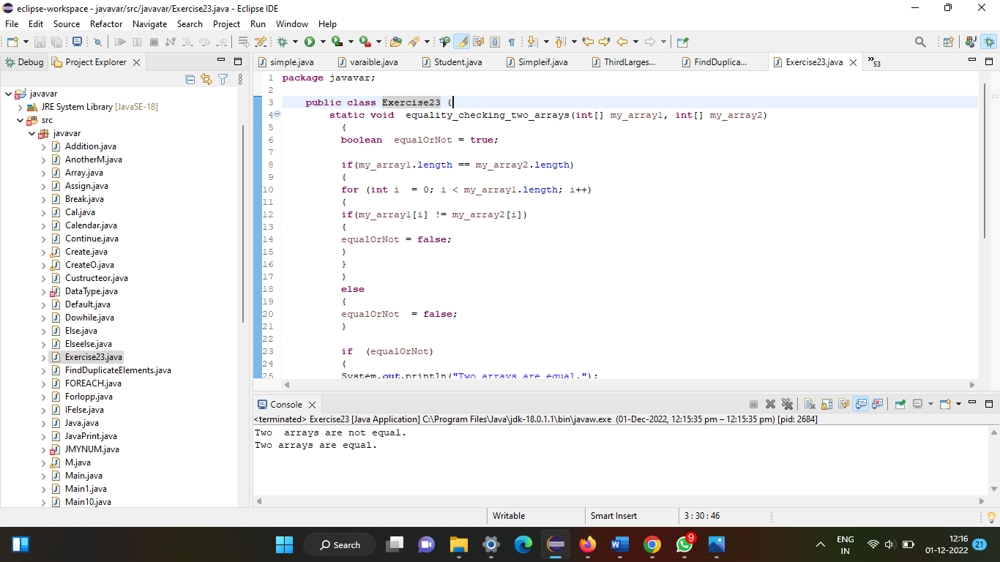 eclipse-workspace - javavar/src/javavar/Exercise23.java - Eclipse IDE
File Edit Source Refactor Navigate Search Project Run Window Help
Debug Project Explorer
simple.java varaible.java Student.java Simpleif.java ThirdLarges... FindDuplica... Exercise23.java »53
javavar
JRE System Library [JavaSE-18]
src
javavar
Addition.java
AnotherM.java
Array.java
Assign.java
Break.java
Cal.java
Calendar.java
Continue.java
Create.java
CreateO.java
Custructeor.java
DataType.java
Default.java
Dowhile.java
Else.java
Elseelse.java
Exercise23.java
FindDuplicateElements.java
FOREACH.java
Forlopp.java
IFelse.java
Java.java
JavaPrint.java
JMYNUM.java
M.java
Main.java
Main1.java
Main10.java
1 package javavar;
2
3 public class Exercise23 {
4 static void  equality_checking_two_arrays(int[] my_array1, int[] my_array2)
5 {
6 boolean  equalOrNot = true;
7
8 if(my_array1.length == my_array2.length)
9 {
10 for (int i  = 0; i < my_array1.length; i++)
11 {
12 if(my_array1[i] != my_array2[i])
13 {
14 equalOrNot = false;
15 }
16 }
17 }
18 else
19 {
20 equalOrNot  = false;
21 }
22
23 if  (equalOrNot)
24 {
25 System.out.println("Two arrays are equal.");
Console
<terminated> Exercise23 [Java Application] C:\Program Files\Java\jdk-18.0.1.1\bin\javaw.exe (01-Dec-2022, 12:15:35 pm – 12:15:35 pm) [pid: 2684]
Two  arrays are not equal.
Two arrays are equal.
Writable Smart Insert 3 : 30 : 46
Search 9 ENG 12:16
IN 01-12-2022 21